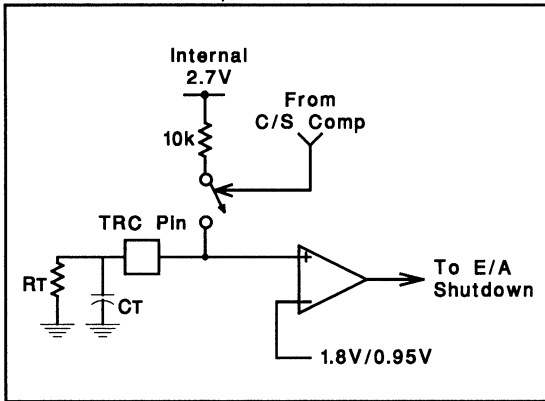 Internal
2.7V
From
C/S Comp
10k
TRC Pin
RT
CT
To E/A
Shutdown
1.8V/0.95V